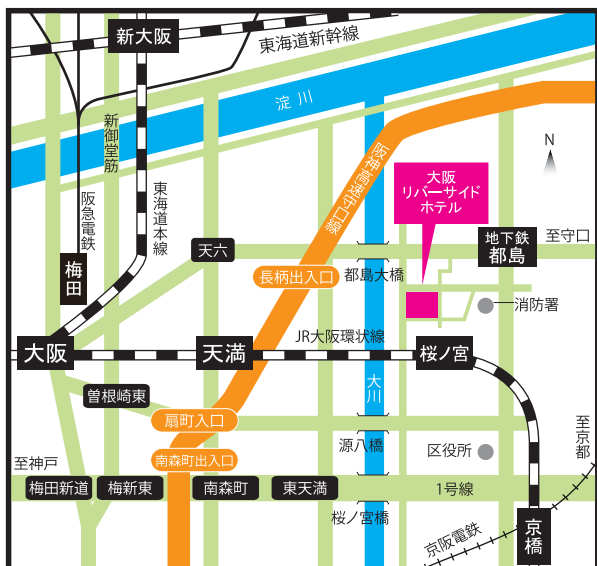 新大阪
東海道新幹線
淀川
新御堂筋
阪神高速守口線
N
大阪
リバーサイド
ホテル
東海道本線
阪急電鉄
梅田
天六
地下鉄
都島
至守口
長柄出入口
都島大橋
消防署
JR大阪環状線
大阪
天満
桜ノ宮
大川
曽根崎東
扇町入口
源八橋
区役所
至京都
至神戸
南森町出入口
梅田新道
梅新東
南森町
東天満
1号線
桜ノ宮橋
京阪電鉄
京橋